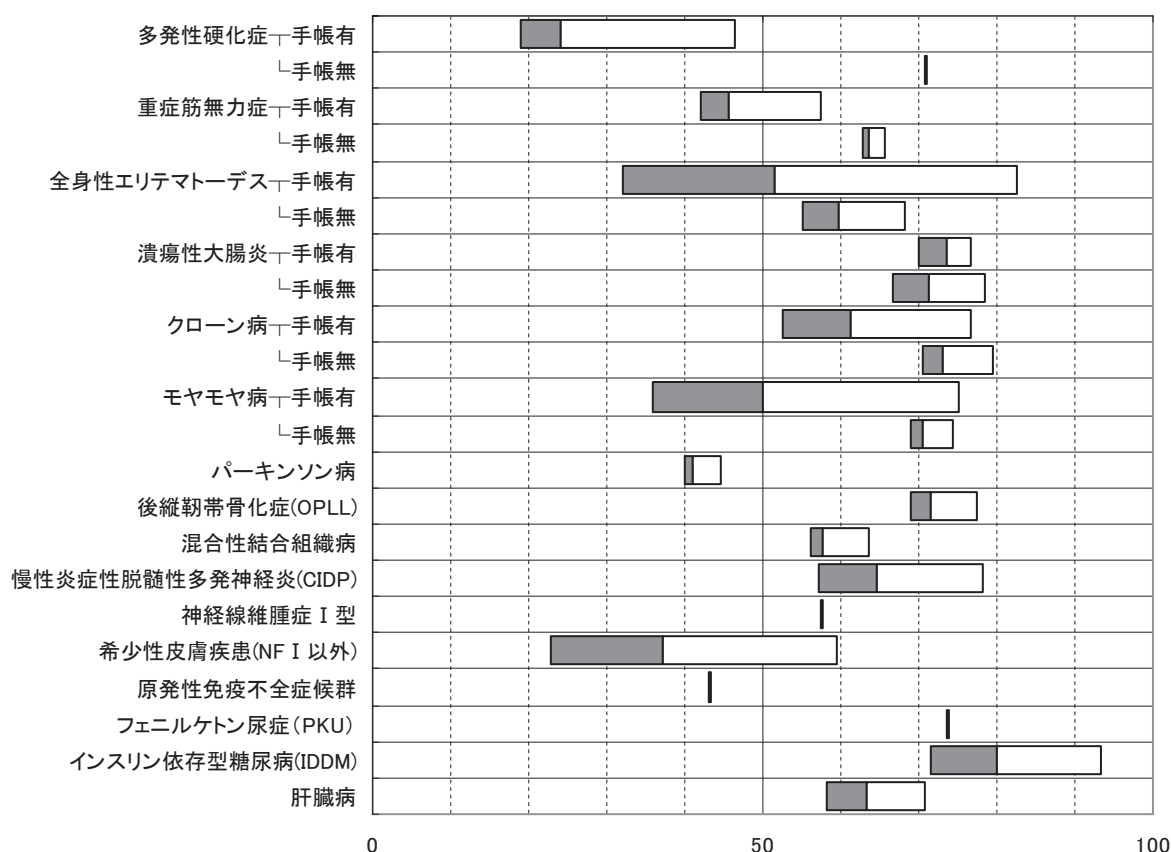 多発性硬化症┬手帳有
└手帳無
重症筋無力症┬手帳有
└手帳無
全身性エリテマトーデス┬手帳有
└手帳無
潰瘍性大腸炎┬手帳有
└手帳無
クローン病┬手帳有
└手帳無
モヤモヤ病┬手帳有
└手帳無
パーキンソン病
後縦靭帯骨化症(OPLL)
混合性結合組織病
慢性炎症性脱髄性多発神経炎(CIDP)
神経線維腫症Ⅰ型
希少性皮膚疾患(NFⅠ以外)
原発性免疫不全症候群
フェニルケトン尿症(PKU)
インスリン依存型糖尿病(IDDM)
肝臓病
0 50 100